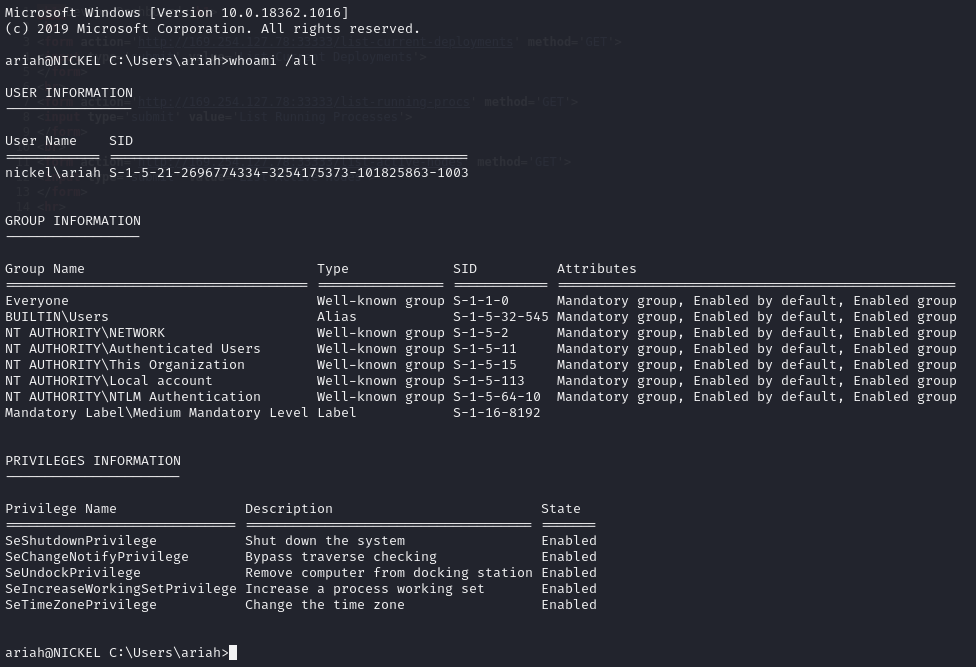 Microsoft Windows [Version 10.0.18362.1016]
(c) 2019 Microsoft Corporation. All rights reserved.
ariah@NICKEL C:\Users\ariah>whoami /all
USER INFORMATION
User Name SID
nickel\ariah S-1-5-21-2696774334-3254175373-101825863-1003
GROUP INFORMATION
Group Name Type SID Attributes
Everyone Well-known group S-1-1-0 Mandatory group, Enabled by default, Enabled group
BUILTIN\Users Alias S-1-5-32-545 Mandatory group, Enabled by default, Enabled group
NT AUTHORITY\NETWORK Well-known group S-1-5-2 Mandatory group, Enabled by default, Enabled group
NT AUTHORITY\Authenticated Users Well-known group S-1-5-11 Mandatory group, Enabled by default, Enabled group
NT AUTHORITY\This Organization Well-known group S-1-5-15 Mandatory group, Enabled by default, Enabled group
NT AUTHORITY\Local account Well-known group S-1-5-113 Mandatory group, Enabled by default, Enabled group
NT AUTHORITY\NTLM Authentication Well-known group S-1-5-64-10 Mandatory group, Enabled by default, Enabled group
Mandatory Label\Medium Mandatory Level Label S-1-16-8192
PRIVILEGES INFORMATION
Privilege Name Description State
SeShutdownPrivilege Shut down the system Enabled
SeChangeNotifyPrivilege Bypass traverse checking Enabled
SeUndockPrivilege Remove computer from docking station Enabled
SeIncreaseWorkingSetPrivilege Increase a process working set Enabled
SeTimeZonePrivilege Change the time zone Enabled
ariah@NICKEL C:\Users\ariah>